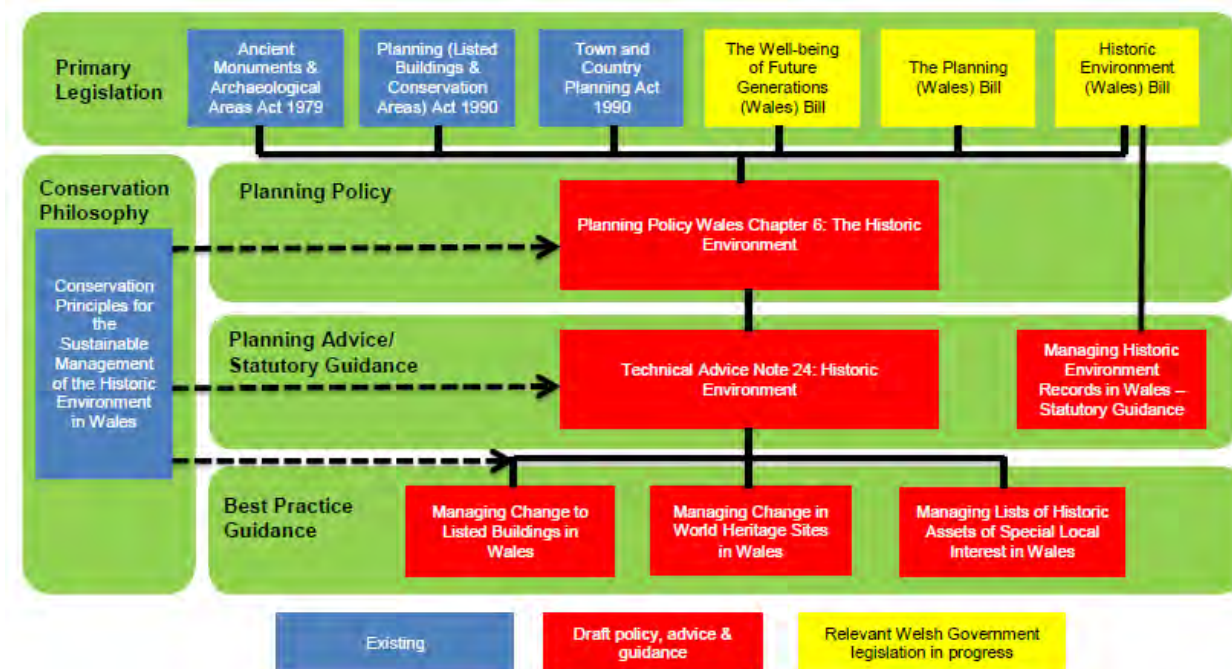 Primary
Legislation
Ancient
Monuments &
Archaeological
Areas Act 1979
Planning (Listed
Buildings &
Conservation
Areas) Act 1990
Town and
Country
Planning Act
1990
The Well-being
of Future
Generations
(Wales) Bill
The Planning
(Wales) Bill
Historic
Environment
(Wales) Bill
Conservation
Philosophy
Conservation
Principles for
the
Sustainable
Management
of the Historic
Environment
in Wales
Planning Policy
Planning Policy Wales Chapter 6: The Historic
Environment
Planning Advice/
Statutory Guidance
Technical Advice Note 24: Historic
Environment
Managing Historic
Environment
Records in Wales –
Statutory Guidance
Best Practice
Guidance
Managing Change to
Listed Buildings in
Wales
Managing Change in
World Heritage Sites
in Wales
Managing Lists of Historic
Assets of Special Local
Interest in Wales
Existing
Draft policy, advice &
guidance
Relevant Welsh Government
legislation in progress